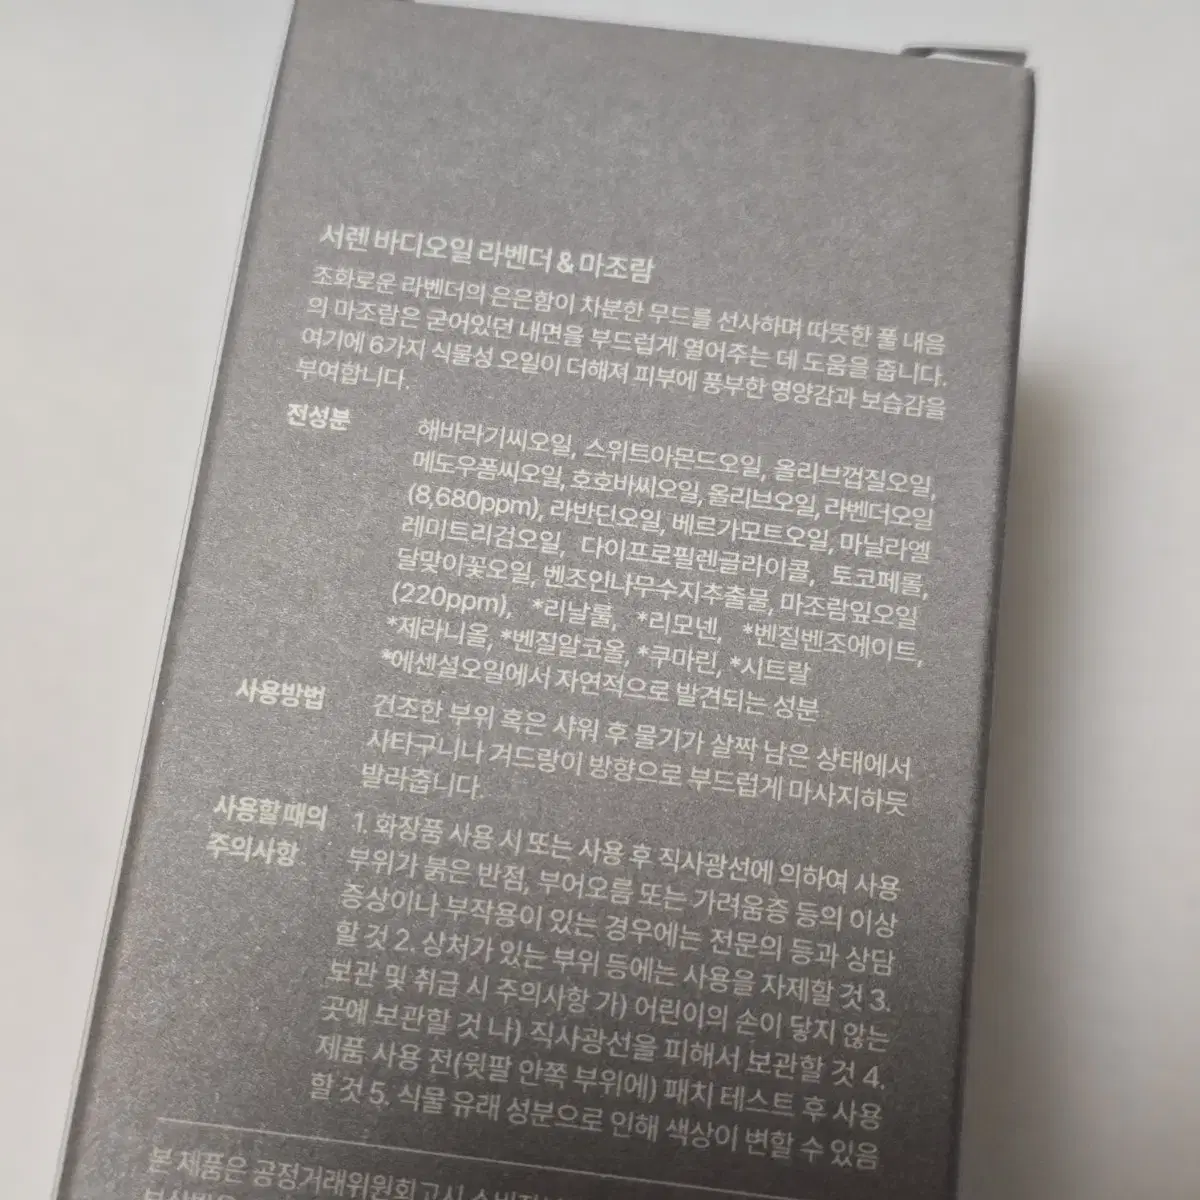 서렌 바디오일 라벤더 & 마조람
조화로운 라벤더의 은은함이 차분한 무드를 선사하며 따뜻한 풀 내음
의 마조람은 굳어있던 내면을 부드럽게 열어주는 데 도움을 줍니다.
여기에 6가지 식물성 오일이 더해져 피부에 풍부한 영양감과 보습감을
부여합니다.
전성분
해바라기씨오일, 스위트아몬드오일, 올리브껍질오일,
메도우폼씨오일, 호호바씨오일, 올리브오일, 라벤더오일
(8,680ppm), 라반딘오일, 베르가모트오일, 마닐라엘
레미트리검오일, 다이프로필렌글라이콜, 토코페롤,
달맞이꽃오일, 벤조인나무수지추출물, 마조람잎오일
(220ppm), *리날룰, *리모넨, *벤질벤조에이트,
*제라니올, *벤질알코올, *쿠마린, *시트랄
*에센셜오일에서 자연적으로 발견되는 성분
사용방법
건조한 부위 혹은 샤워 후 물기가 살짝 남은 상태에서
사타구니나 겨드랑이 방향으로 부드럽게 마사지하듯
발라줍니다.
사용할 때의
주의사항
1. 화장품 사용 시 또는 사용 후 직사광선에 의하여 사용
부위가 붉은 반점, 부어오름 또는 가려움증 등의 이상
증상이나 부작용이 있는 경우에는 전문의 등과 상담
할 것 2. 상처가 있는 부위 등에는 사용을 자제할 것 3.
보관 및 취급 시 주의사항 가) 어린이의 손이 닿지 않는
곳에 보관할 것 나) 직사광선을 피해서 보관할 것 4.
제품 사용 전(윗팔 안쪽 부위에) 패치 테스트 후 사용
할 것 5. 식물 유래 성분으로 인해 색상이 변할 수 있음
본 제품은 공정거래위원회고시